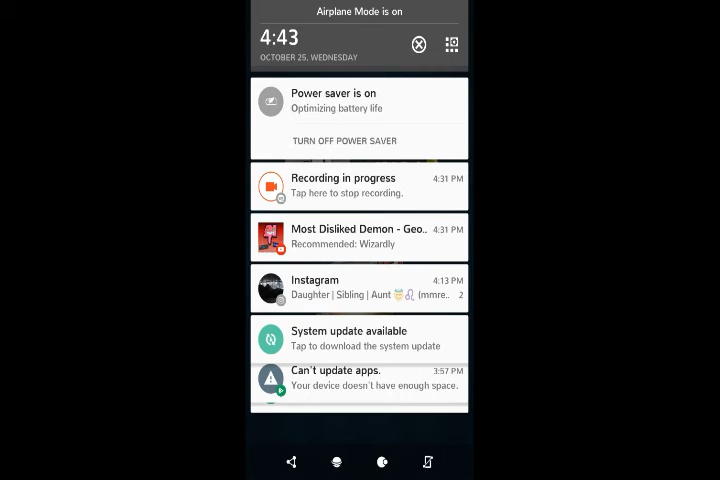 Airplane Mode is on
4:43
OCTOBER 25, WEDNESDAY
Power saver is on
Optimizing battery life
TURN OFF POWER SAVER
Recording in progress 4:31 PM
Tap here to stop recording.
Most Disliked Demon - Geo.. 4:31 PM
Recommended: Wizardly
Instagram 4:13 PM
Daughter | Sibling | Aunt 😇♌ (mmre.. 2
System update available
Tap to download the system update
Can't update apps. 3:57 PM
Your device doesn't have enough space.